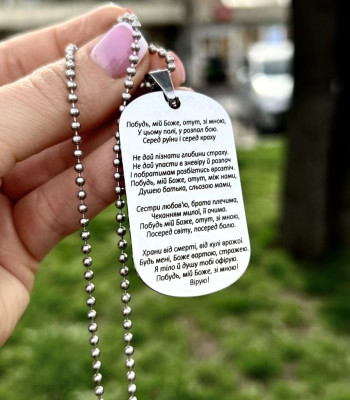 Побудь, мій Боже, отут, зі мною,
У цьому полі, у розпал бою.
Серед руїни і серед краху
Не дай пізнати глибини страху.
Не дай упасти в зневіру й розпач
І побратимам розбітись врозтіч.
Побудь, мій Боже, отут, між нами,
Душею батька, сльозою мами,
Сестри любов'ю, брата плечима,
Чеканням милої, її очима.
Побудь мій Боже, отут, зі мною,
Посеред світу, посеред болю.
Храни від смерті, від кулі ворожої.
Будь мені, Боже, вартою, стражею.
Я тіло й душу тобі офірую.
Побудь, мій Боже, зі мною!
Вірую!